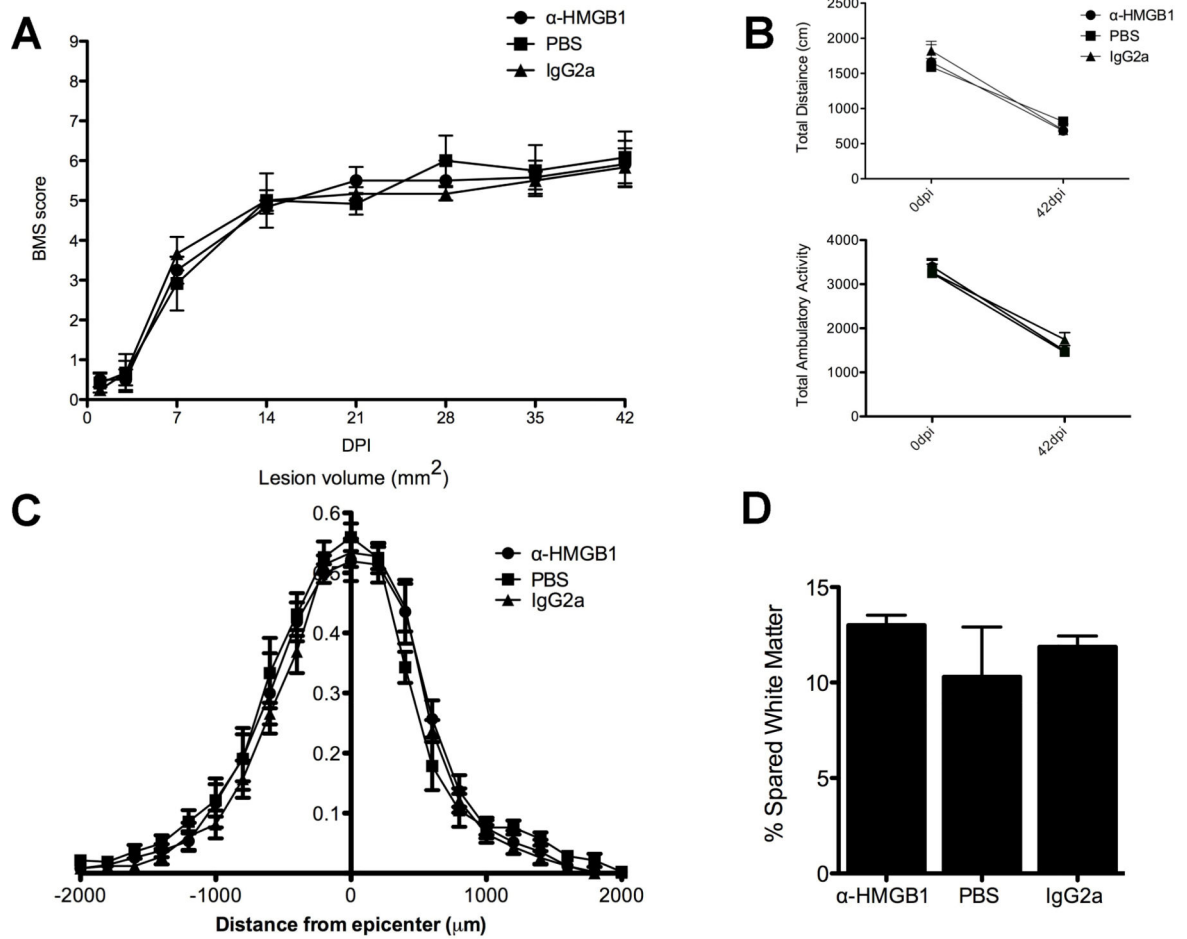 A
α-HMGB1
PBS
IgG2a
9
8
7
6
5
4
3
2
1
0
BMS score
0
7
14
21
28
35
42
DPI
B
α-HMGB1
PBS
IgG2a
2500
2000
1500
1000
500
0
Total Distaince (cm)
0dpi
42dpi
4000
3000
2000
1000
0
Total Ambulatory Activity
0dpi
42dpi
C
Lesion volume (mm2)
α-HMGB1
PBS
IgG2a
0.6
0.4
0.3
0.2
0.1
-2000
-1000
0
1000
2000
Distance from epicenter (μm)
D
15
10
5
0
% Spared White Matter
α-HMGB1
PBS
IgG2a